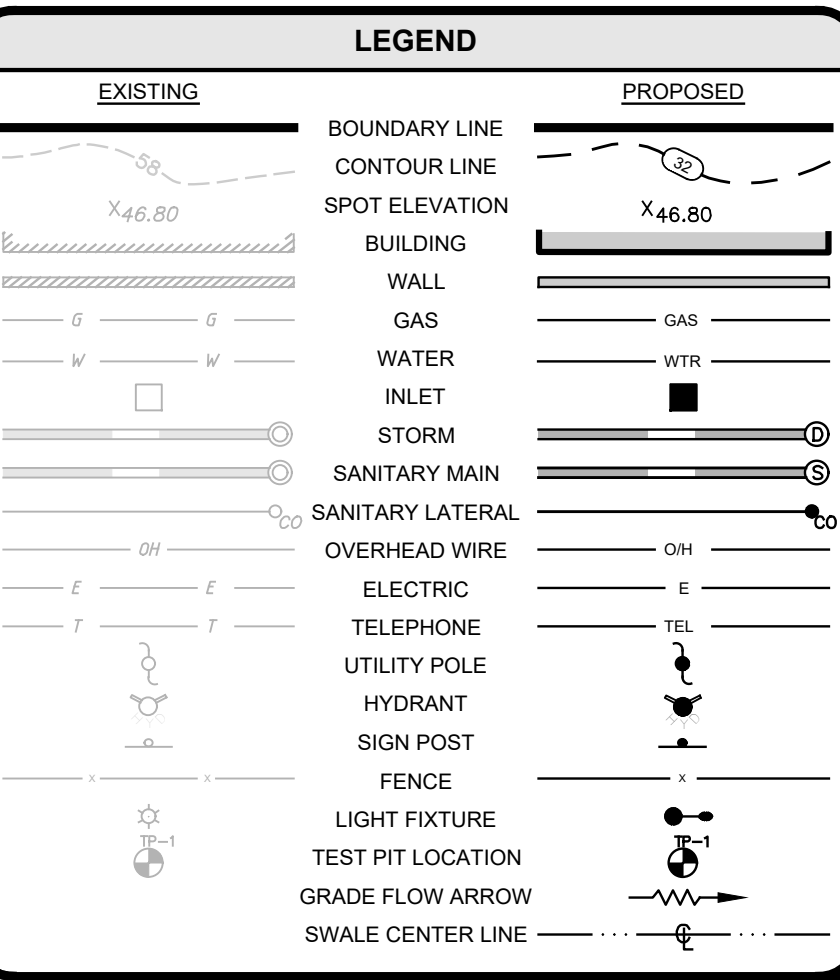 LEGEND
EXISTING PROPOSED
BOUNDARY LINE
58 CONTOUR LINE 32
X46.80 SPOT ELEVATION X46.80
BUILDING
WALL
G G GAS GAS
W W WATER WTR
INLET
STORM D
SANITARY MAIN S
CO SANITARY LATERAL CO
OH OVERHEAD WIRE O/H
E E ELECTRIC E
T T TELEPHONE TEL
UTILITY POLE
HYDRANT
HYD HYD
SIGN POST
x x FENCE x
LIGHT FIXTURE
TP-1 TP-1
TEST PIT LOCATION
GRADE FLOW ARROW
SWALE CENTER LINE ℄